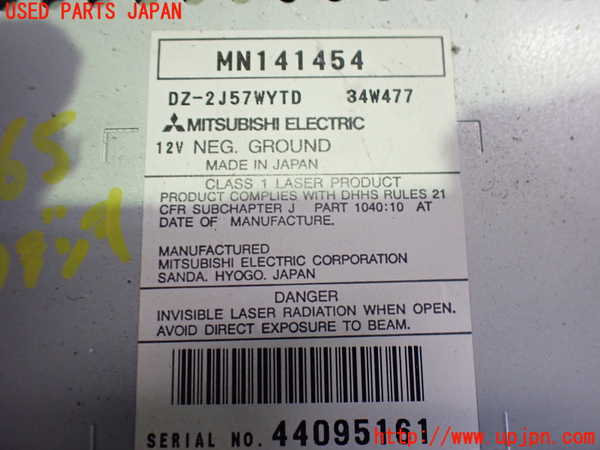 USED PARTS JAPAN
MN141454
DZ-2J57WYTD 34W477
MITSUBISHI ELECTRIC
12V NEG. GROUND
MADE IN JAPAN
CLASS 1 LASER PRODUCT
PRODUCT COMPLIES WITH DHHS RULES 21
CFR SUBCHAPTER J PART 1040:10 AT
DATE OF MANUFACTURE.
MANUFACTURED
MITSUBISHI ELECTRIC CORPORATION
SANDA, HYOGO, JAPAN
DANGER
INVISIBLE LASER RADIATION WHEN OPEN.
AVOID DIRECT EXPOSURE TO BEAM.
SERIAL NO. 44095161
http://www.upjpn.com/